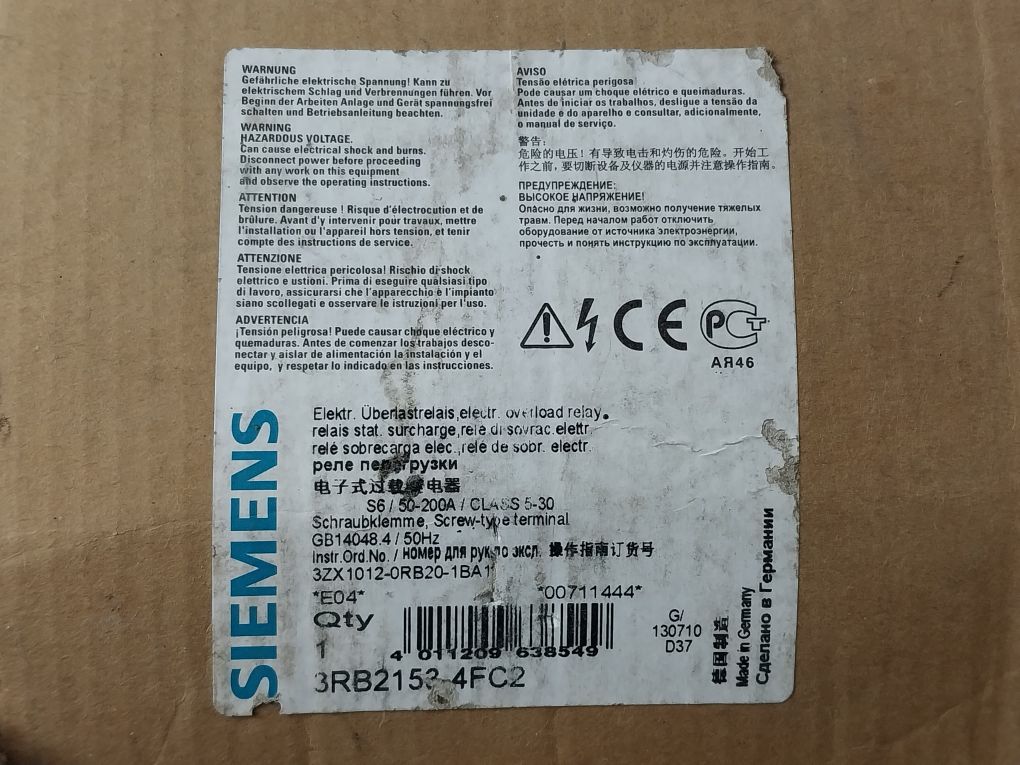 WARNUNG
Gefährliche elektrische Spannung! Kann zu
elektrischem Schlag und Verbrennungen führen. Vor
Beginn der Arbeiten Anlage und Gerät spannungsfrei
schalten und Betriebsanleitung beachten.
WARNING
HAZARDOUS VOLTAGE.
Can cause electrical shock and burns.
Disconnect power before proceeding
with any work on this equipment
and observe the operating instructions.
ATTENTION
Tension dangereuse ! Risque d'électrocution et de
brûlure. Avant d'y intervenir pour travaux, mettre
l'installation ou l'appareil hors tension, et tenir
compte des instructions de service.
ATTENZIONE
Tensione elettrica pericolosa! Rischio di shock
elettrico e ustioni. Prima di eseguire qualsiasi tipo
di lavoro, assicurarsi che l'apparecchio e l'impianto
siano scollegati e osservare le istruzioni per l'uso.
ADVERTENCIA
¡Tensión peligrosa! Puede causar choque eléctrico y
quemaduras. Antes de comenzar los trabajos desco-
nectar y aislar de alimentación la instalación y el
equipo, y respetar lo indicado en las instrucciones.
AVISO
Tensão elétrica perigosa!
Pode causar um choque elétrico e queimaduras.
Antes de iniciar os trabalhos, desligue a tensão da
unidade e do aparelho e consultar, adicionalmente,
o manual de serviço.
警告:
危险的电压!有导致电击和灼伤的危险。开始工
作之前,要切断设备及仪器的电源并注意操作指南。
ПРЕДУПРЕЖДЕНИЕ:
ВЫСОКОЕ НАПРЯЖЕНИЕ!
Опасно для жизни, возможно получение тяжелых
травм. Перед началом работ отключить
оборудование от источника электроэнергии,
прочесть и понять инструкцию по эксплуатации.
CE РСТ
АЯ46
SIEMENS
Elektr. Überlastrelais,electr. overload relay.
relais stat. surcharge,relè di sovrac.elettr.
relé sobrecarga elec.,relé de sobr. electr.
реле перегрузки
电子式过载继电器
S6 / 50-200A / CLASS 5-30
Schraubklemme, Screw-type terminal
GB14048.4 / 50Hz
Instr.Ord.No. / номер для рук.по эксл. 操作指南订货号
3ZX1012-0RB20-1BA1
*E04* *00711444*
Qty
1
4 011209 638549
3RB2153-4FC2
G/
130710
D37
德国制造
Made in Germany
Сделано в Германии